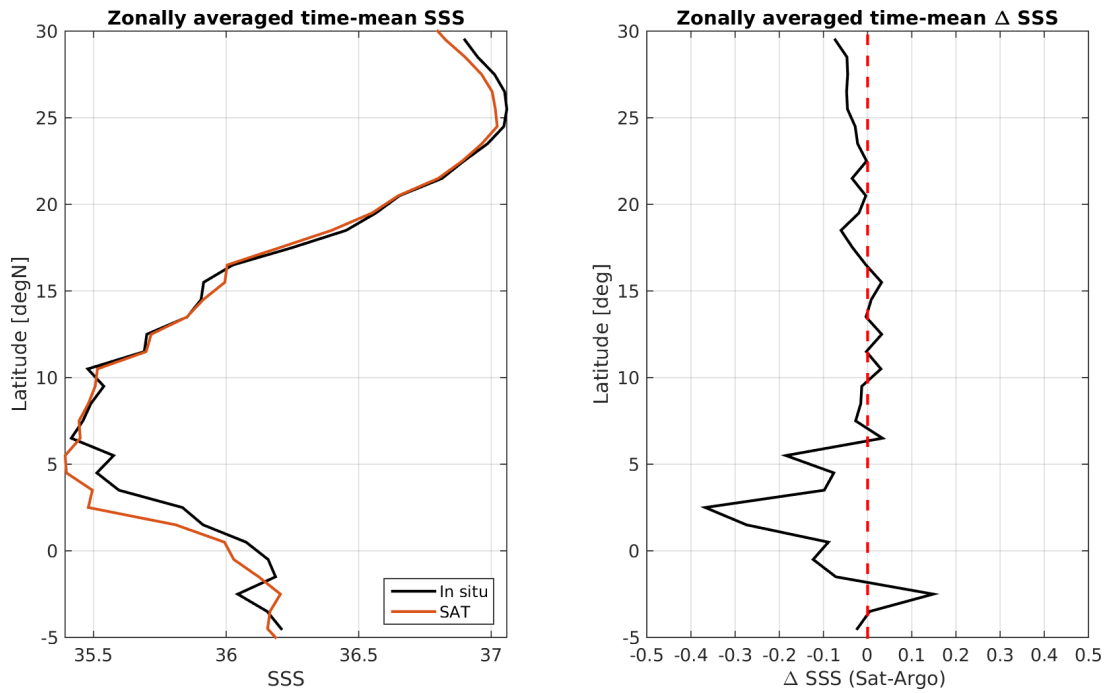 Zonally averaged time-mean SSS
30
25
20
15
10
5
0
-5
Latitude [degN]
35.5 36 36.5 37
SSS
In situ
SAT
Zonally averaged time-mean Δ SSS
30
25
20
15
10
5
0
-5
Latitude [deg]
-0.5 -0.4 -0.3 -0.2 -0.1 0 0.1 0.2 0.3 0.4 0.5
Δ SSS (Sat-Argo)